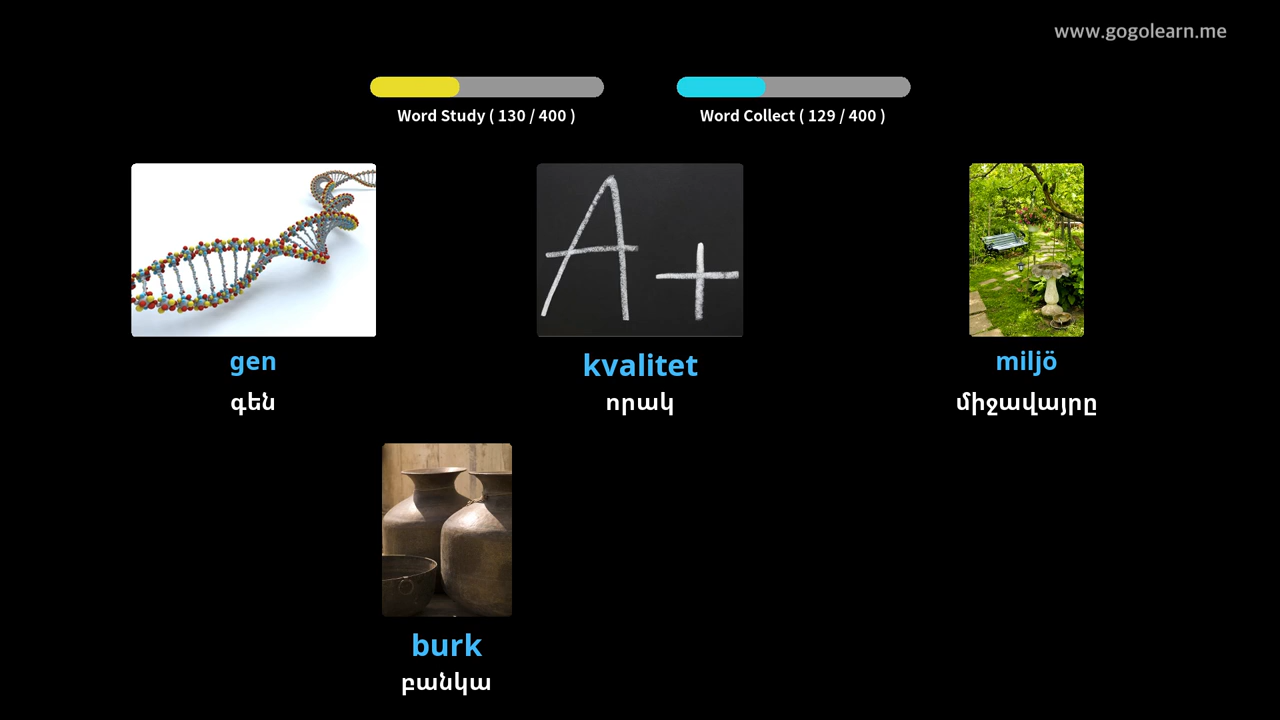 www.gogolearn.me
Word Study ( 130 / 400 )
Word Collect ( 129 / 400 )
A+
gen
kvalitet
miljö
գեն
որակ
միջավայրը
burk
բանկա